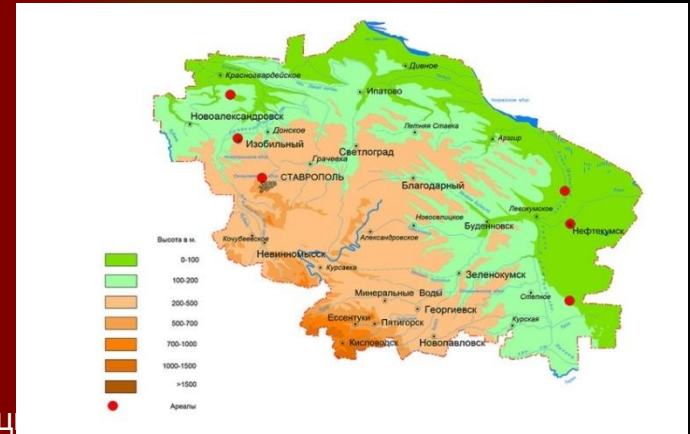 Дивное
Красногвардейское
Ипатово
Новоалександровск
Донское
Летняя Ставка
Изобильный
Арзгир
Светлоград
Грачевка
СТАВРОПОЛЬ
Благодарный
Левокумское
Новоселицкое
Буденновск
Нефтекумск
Кочубеевское
Александровское
Высота в м.
Невинномысск
0-100
Курсавка
Зеленокумск
100-200
Минеральные Воды
Степное
200-500
Георгиевск
Ессентуки
Пятигорск
Курская
500-700
Кисловодск
Новопавловск
700-1000
1000-1500
>1500
Ареалы